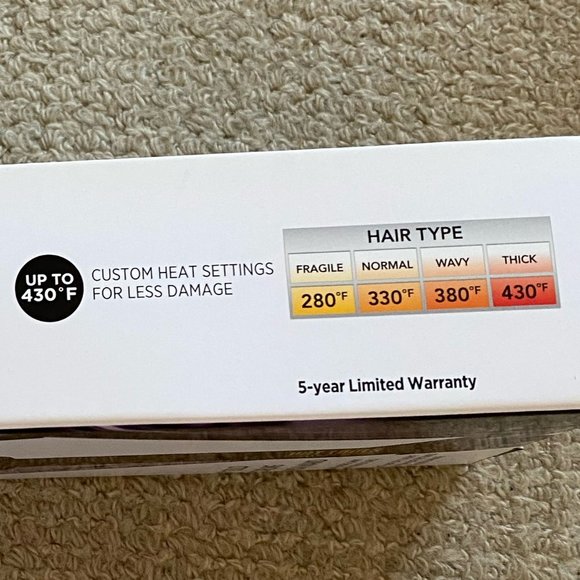 UP TO
430°F
CUSTOM HEAT SETTINGS
FOR LESS DAMAGE
HAIR TYPE
FRAGILE NORMAL WAVY THICK
280°F 330°F 380°F 430°F
5-year Limited Warranty